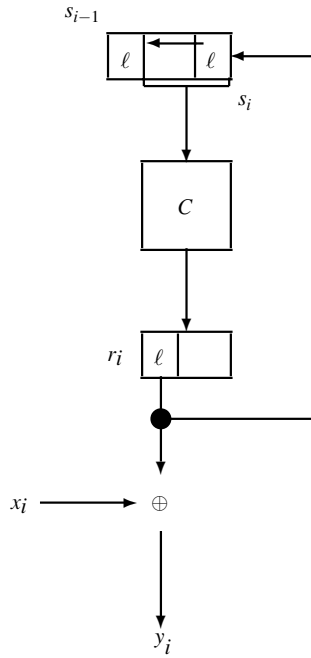 s_{i−1}
ℓ ℓ
s_i
C
r_i ℓ
x_i ⊕
y_i